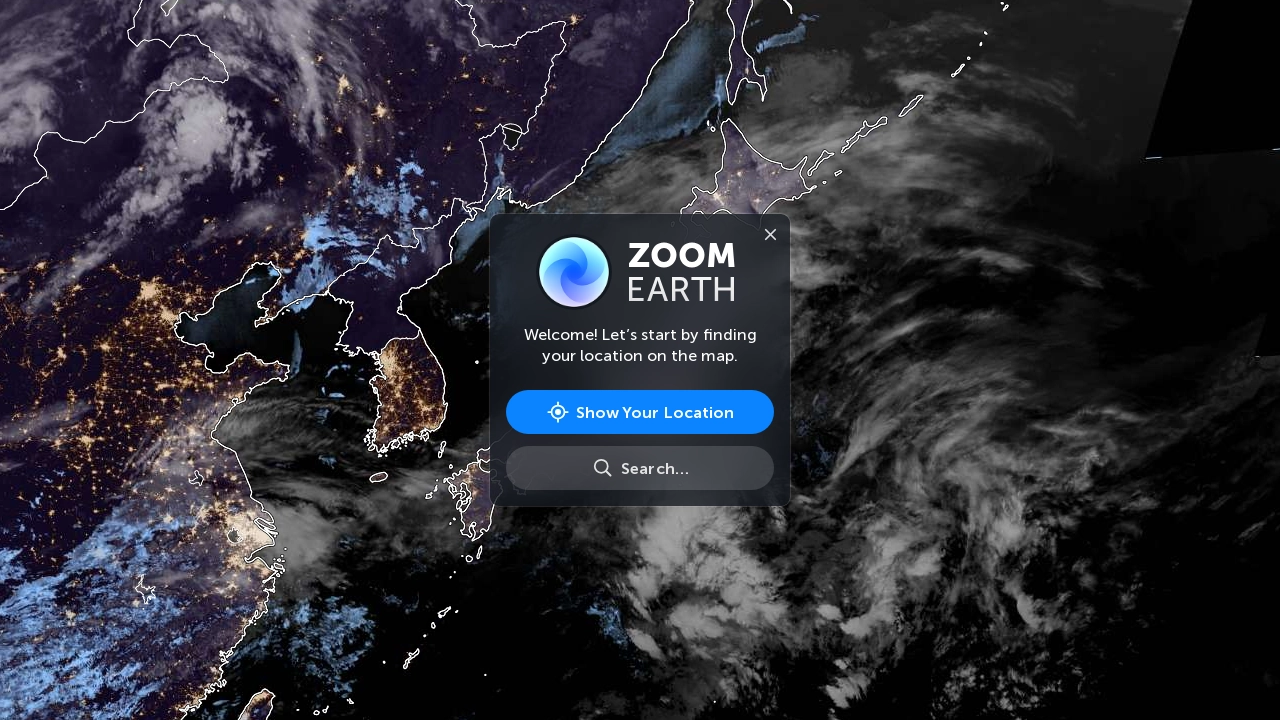 ZOOM
EARTH
Welcome! Let’s start by finding
your location on the map.
Show Your Location
Search…